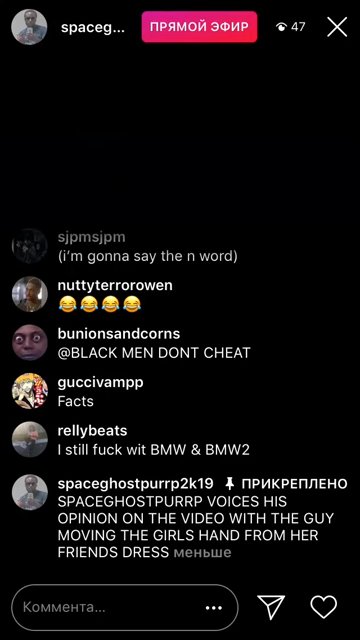 spaceg... ПРЯМОЙ ЭФИР 47
sjpmsjpm
(i'm gonna say the n word)
nuttyterrorowen
😂😂😂😂
bunionsandcorns
@BLACK MEN DONT CHEAT
guccivampp
Facts
rellybeats
I still fuck wit BMW & BMW2
spaceghostpurrp2k19 ПРИКРЕПЛЕНО
SPACEGHOSTPURRP VOICES HIS
OPINION ON THE VIDEO WITH THE GUY
MOVING THE GIRLS HAND FROM HER
FRIENDS DRESS меньше
Коммента...